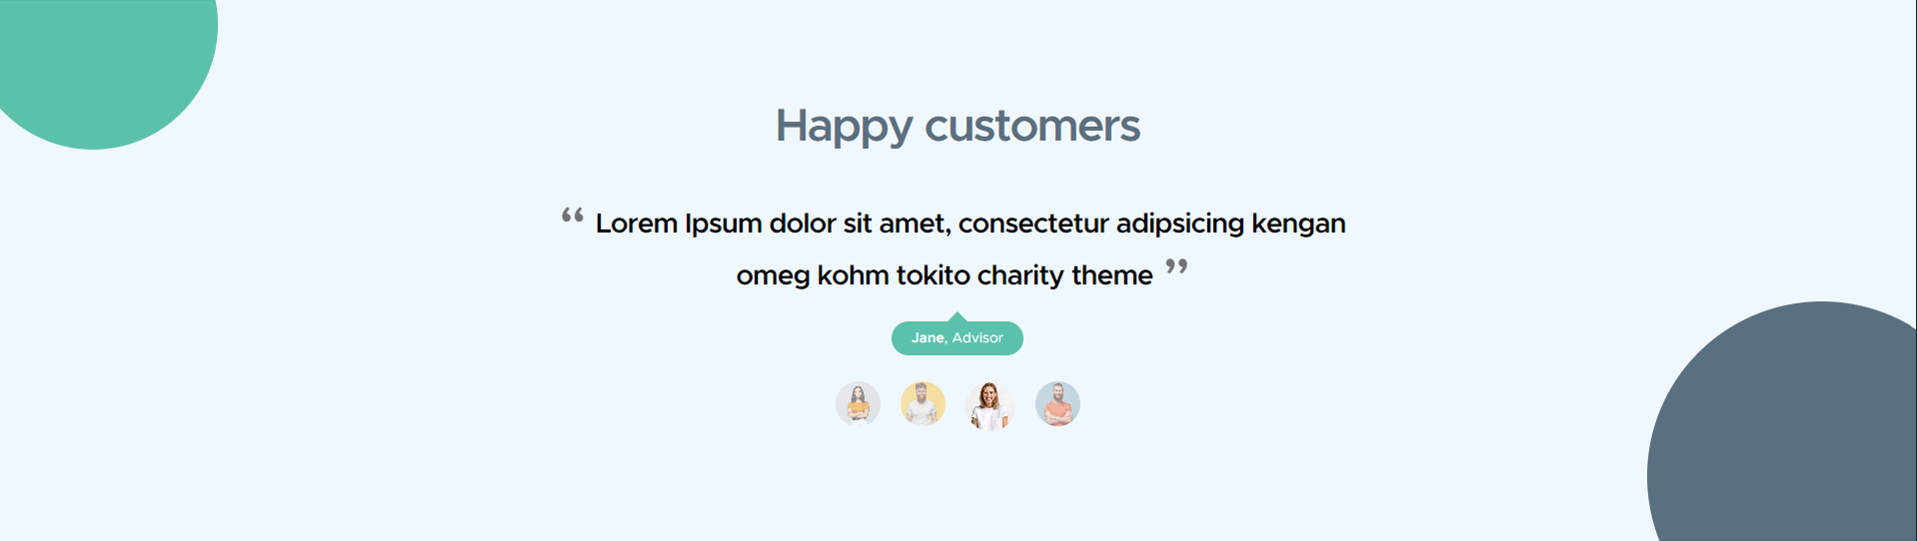 Happy customers
“ Lorem Ipsum dolor sit amet, consectetur adipsicing kengan
omeg kohm tokito charity theme ”
Jane, Advisor